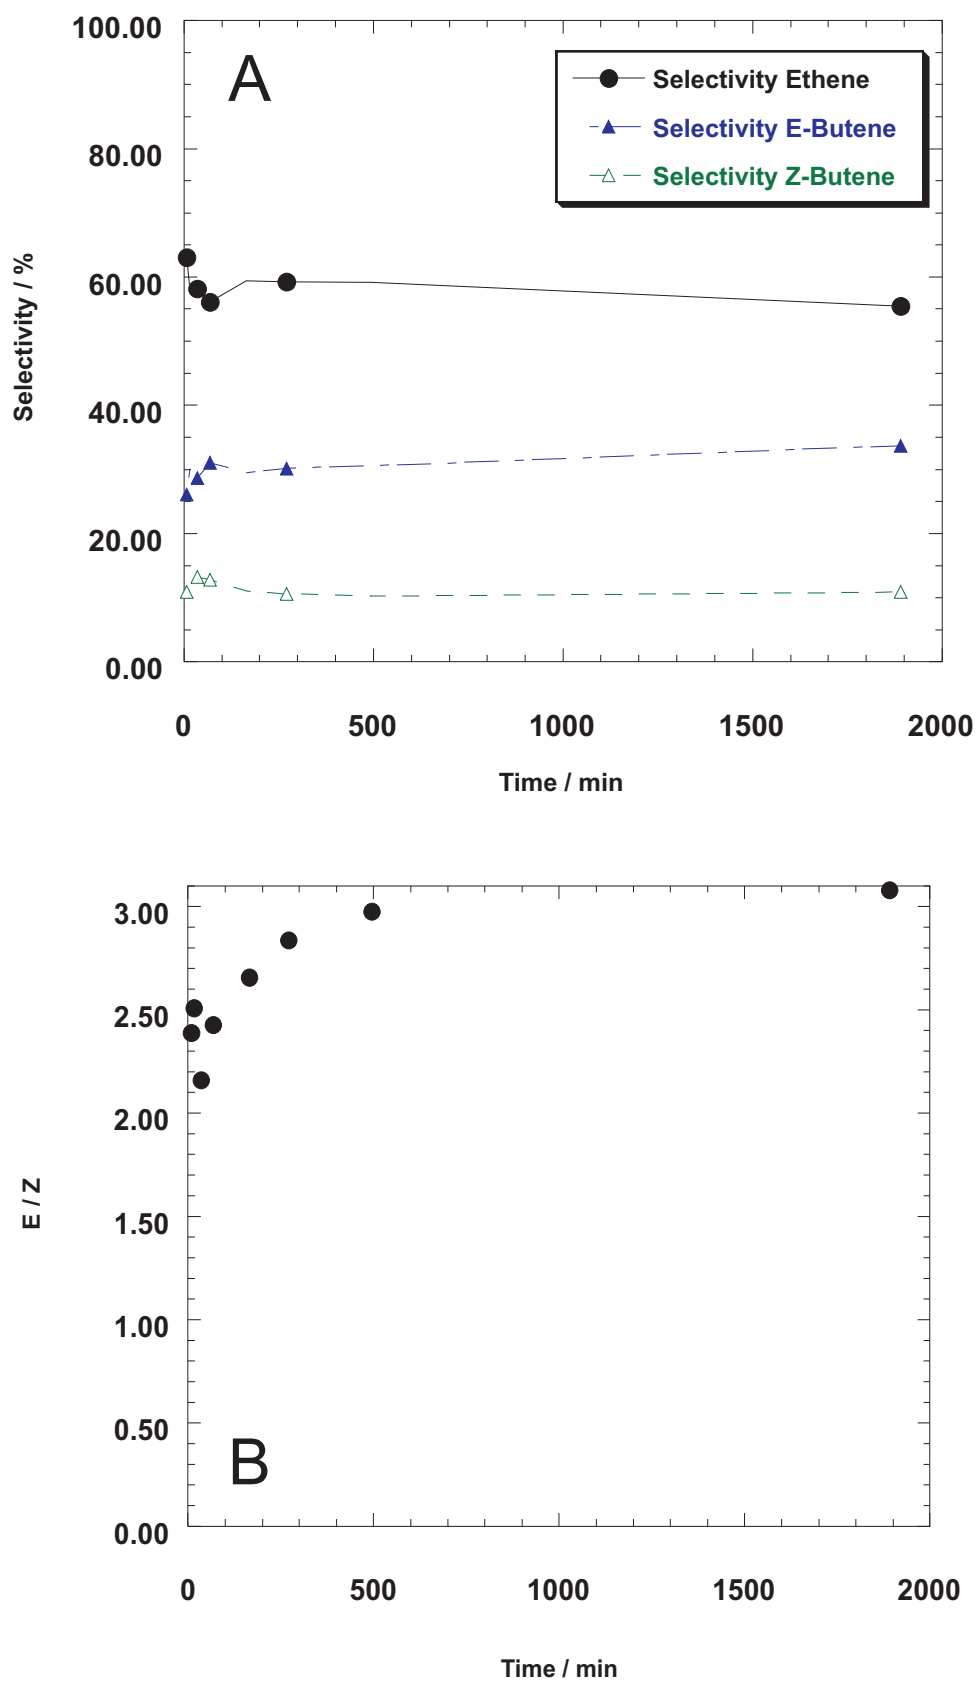 100.00
A
Selectivity Ethene
Selectivity E-Butene
Selectivity Z-Butene
80.00
60.00
40.00
20.00
0.00
Selectivity / %
0 500 1000 1500 2000
Time / min
3.00
2.50
2.00
1.50
1.00
0.50
0.00
E / Z
B
0 500 1000 1500 2000
Time / min